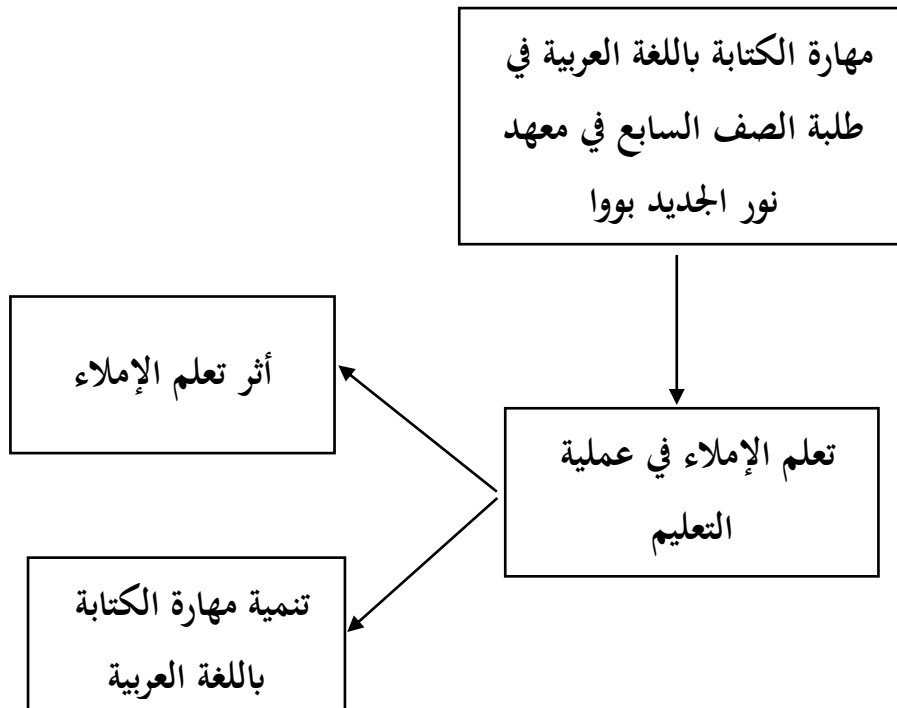 مهارة الكتابة باللغة العربية في
طلبة الصف السابع في معهد
نور الجديد بووا
أثر تعلم الإملاء
تعلم الإملاء في عملية
التعليم
تنمية مهارة الكتابة
باللغة العربية